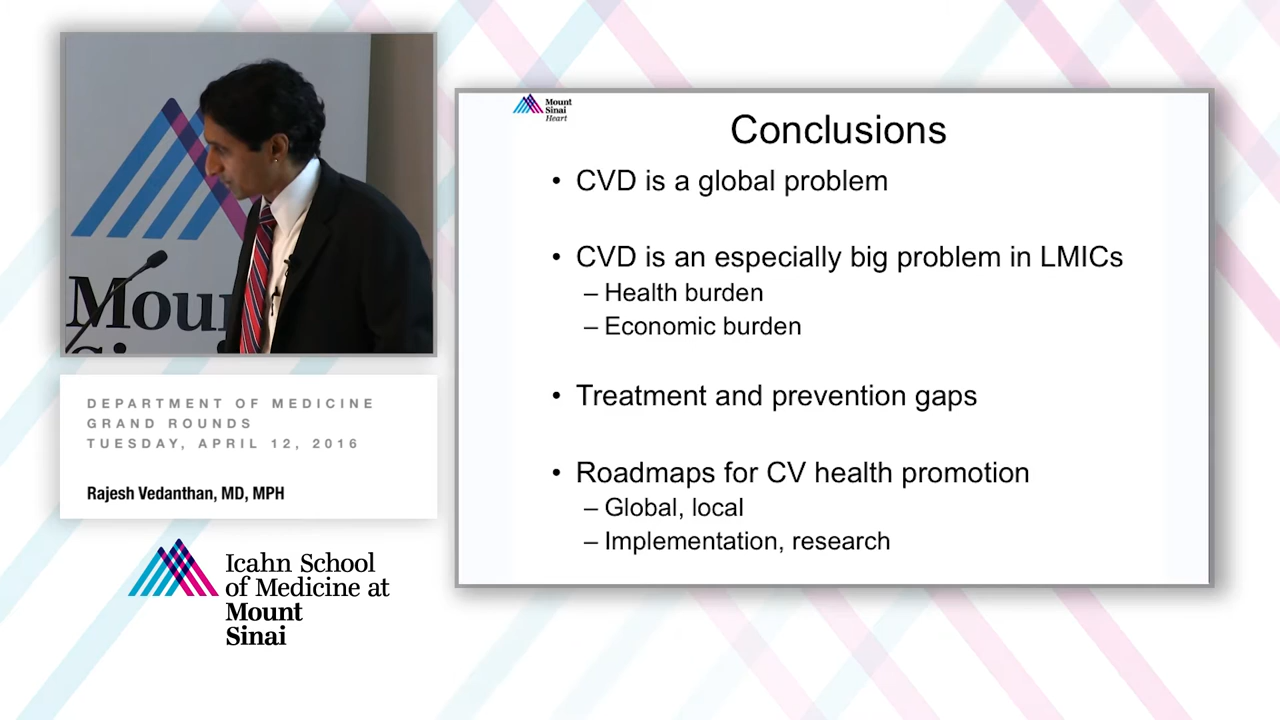 Moun
Mount
Sinai
Heart
Conclusions
• CVD is a global problem
• CVD is an especially big problem in LMICs
– Health burden
– Economic burden
• Treatment and prevention gaps
• Roadmaps for CV health promotion
– Global, local
– Implementation, research
DEPARTMENT OF MEDICINE
GRAND ROUNDS
TUESDAY, APRIL 12, 2016
Rajesh Vedanthan, MD, MPH
Icahn School
of Medicine at
Mount
Sinai